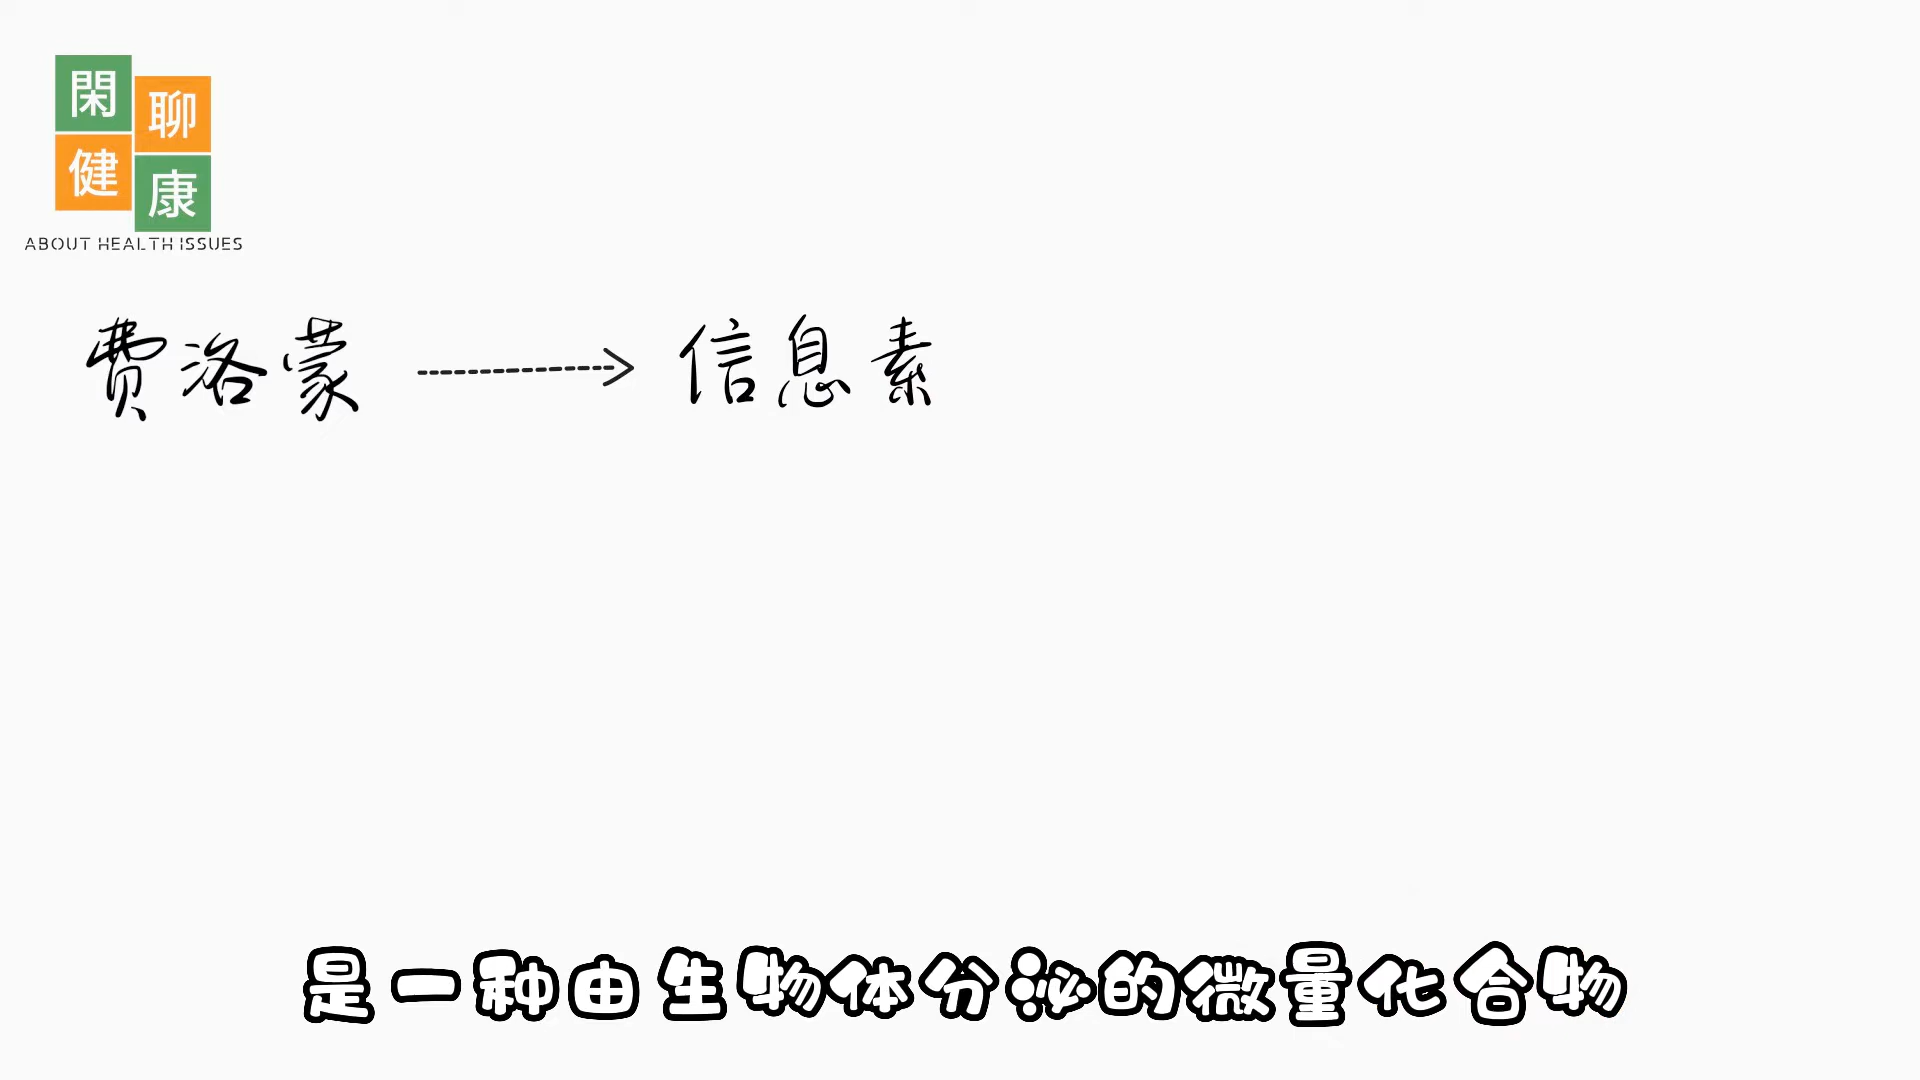 閑聊
健康
ABOUT HEALTH ISSUES
费洛蒙 信息素
是一种由生物体分泌的微量化合物